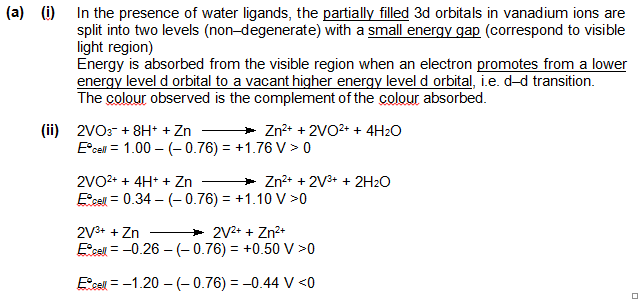 (a) (i) In the presence of water ligands, the partially filled 3d orbitals in vanadium ions are
split into two levels (non–degenerate) with a small energy gap (correspond to visible
light region)
Energy is absorbed from the visible region when an electron promotes from a lower
energy level d orbital to a vacant higher energy level d orbital, i.e. d–d transition.
The colour observed is the complement of the colour absorbed.
(ii) 2VO₃⁻ + 8H⁺ + Zn ⟶ Zn²⁺ + 2VO²⁺ + 4H₂O
E°cell = 1.00 – (– 0.76) = +1.76 V > 0
2VO²⁺ + 4H⁺ + Zn ⟶ Zn²⁺ + 2V³⁺ + 2H₂O
E°cell = 0.34 – (– 0.76) = +1.10 V >0
2V³⁺ + Zn ⟶ 2V²⁺ + Zn²⁺
E°cell = –0.26 – (– 0.76) = +0.50 V >0
E°cell = –1.20 – (– 0.76) = –0.44 V <0